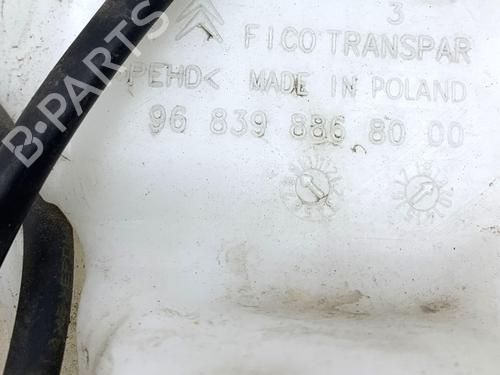 3
FICO TRANSPAR
>PEHD< MADE IN POLAND
96 839 886 80 00
B-PARTS